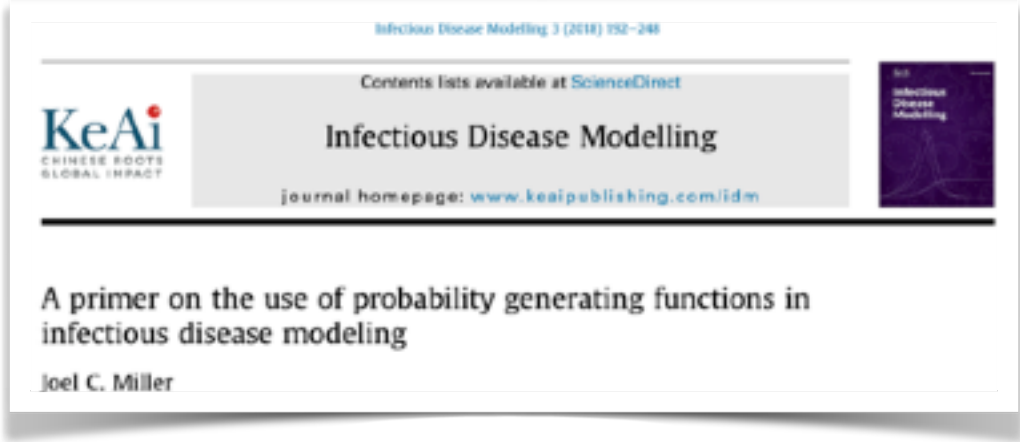 Infectious Disease Modelling 3 (2018) 192–248
Contents lists available at ScienceDirect
KeAi
CHINESE ROOTS
GLOBAL IMPACT
Infectious Disease Modelling
journal homepage: www.keaipublishing.com/idm
Infectious
Disease
Modelling
A primer on the use of probability generating functions in
infectious disease modeling
Joel C. Miller